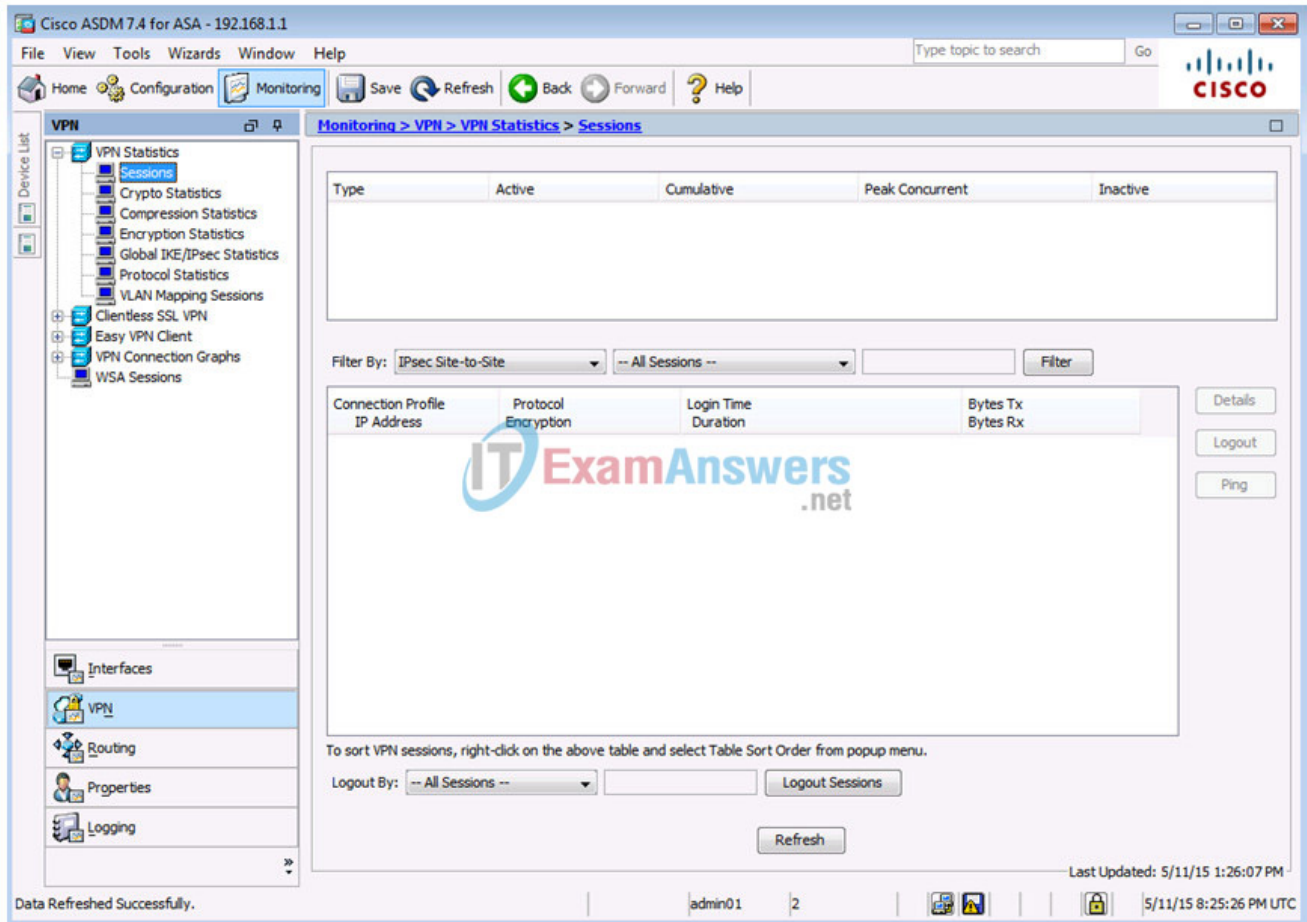 Cisco ASDM 7.4 for ASA - 192.168.1.1
File View Tools Wizards Window Help
Type topic to search Go
Home Configuration Monitoring Save Refresh Back Forward Help
CISCO
Device List
VPN
Monitoring > VPN > VPN Statistics > Sessions
VPN Statistics
Sessions
Crypto Statistics
Compression Statistics
Encryption Statistics
Global IKE/IPsec Statistics
Protocol Statistics
VLAN Mapping Sessions
Clientless SSL VPN
Easy VPN Client
VPN Connection Graphs
WSA Sessions
Interfaces
VPN
Routing
Properties
Logging
Type Active Cumulative Peak Concurrent Inactive
Filter By: IPsec Site-to-Site -- All Sessions -- Filter
Connection Profile Protocol Login Time Bytes Tx
IP Address Encryption Duration Bytes Rx
Details
Logout
Ping
ITExamAnswers
.net
To sort VPN sessions, right-click on the above table and select Table Sort Order from popup menu.
Logout By: -- All Sessions -- Logout Sessions
Refresh
Last Updated: 5/11/15 1:26:07 PM
Data Refreshed Successfully. admin01 2 5/11/15 8:25:26 PM UTC